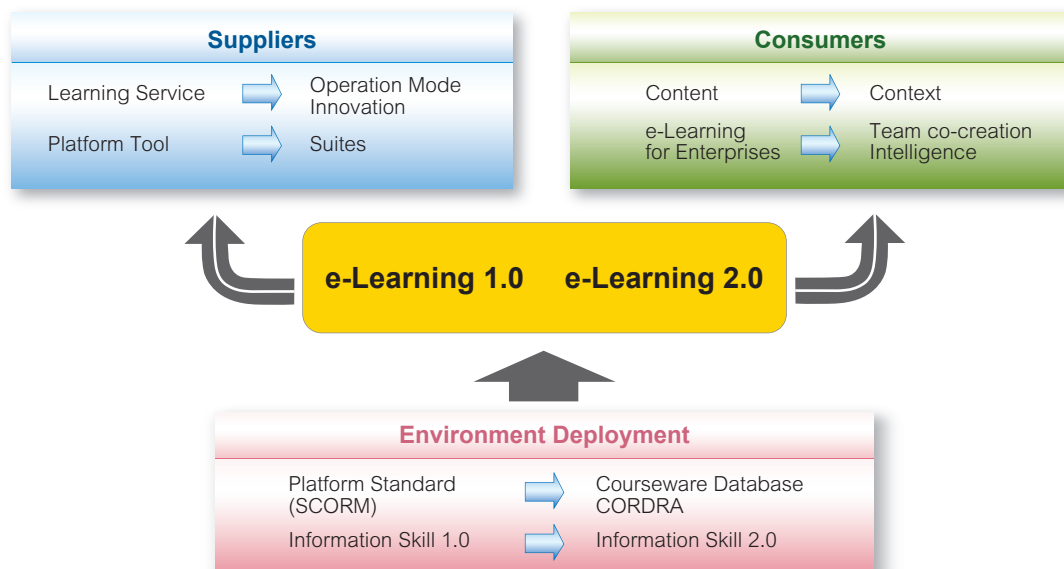 Suppliers
Learning Service
Operation Mode
Innovation
Platform Tool
Suites
Consumers
Content
Context
e-Learning
for Enterprises
Team co-creation
Intelligence
e-Learning 1.0
e-Learning 2.0
Environment Deployment
Platform Standard
(SCORM)
Courseware Database
CORDRA
Information Skill 1.0
Information Skill 2.0